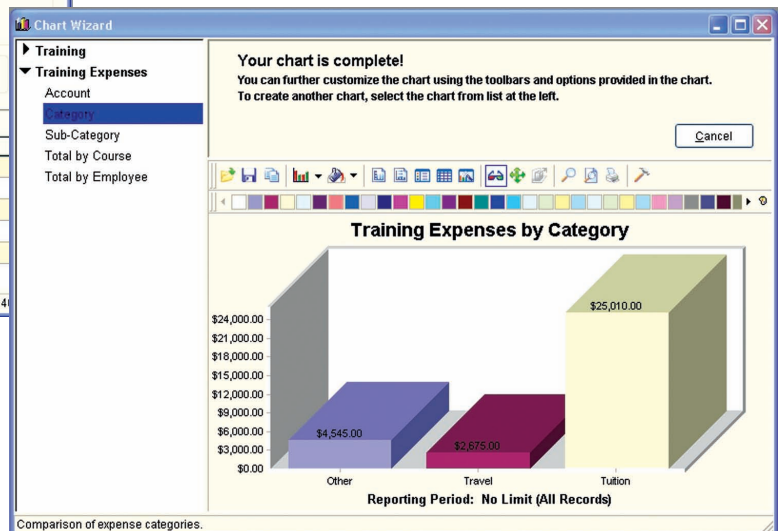 Chart Wizard
Training
Training Expenses
Account
Category
Sub-Category
Total by Course
Total by Employee
Your chart is complete!
You can further customize the chart using the toolbars and options provided in the chart.
To create another chart, select the chart from list at the left.
Cancel
Training Expenses by Category
$24,000.00
$21,000.00
$18,000.00
$15,000.00
$12,000.00
$9,000.00
$6,000.00
$3,000.00
$0.00
$4,545.00
$2,675.00
$25,010.00
Other
Travel
Tuition
Reporting Period: No Limit (All Records)
Comparison of expense categories.